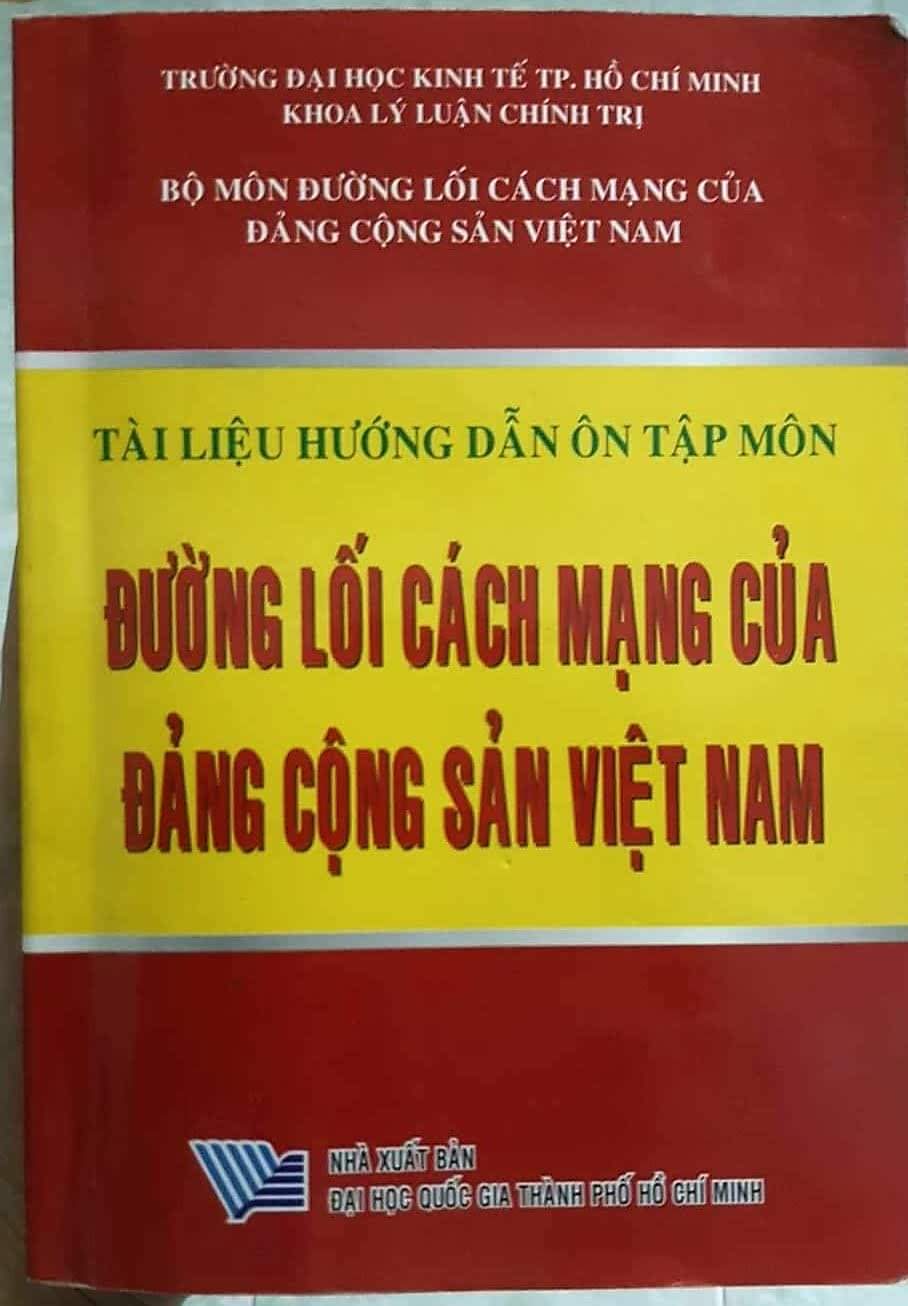 TRƯỜNG ĐẠI HỌC KINH TẾ TP. HỒ CHÍ MINH
KHOA LÝ LUẬN CHÍNH TRỊ
BỘ MÔN ĐƯỜNG LỐI CÁCH MẠNG CỦA
ĐẢNG CỘNG SẢN VIỆT NAM
TÀI LIỆU HƯỚNG DẪN ÔN TẬP MÔN
ĐƯỜNG LỐI CÁCH MẠNG CỦA
ĐẢNG CỘNG SẢN VIỆT NAM
NHÀ XUẤT BẢN
ĐẠI HỌC QUỐC GIA THÀNH PHỐ HỒ CHÍ MINH